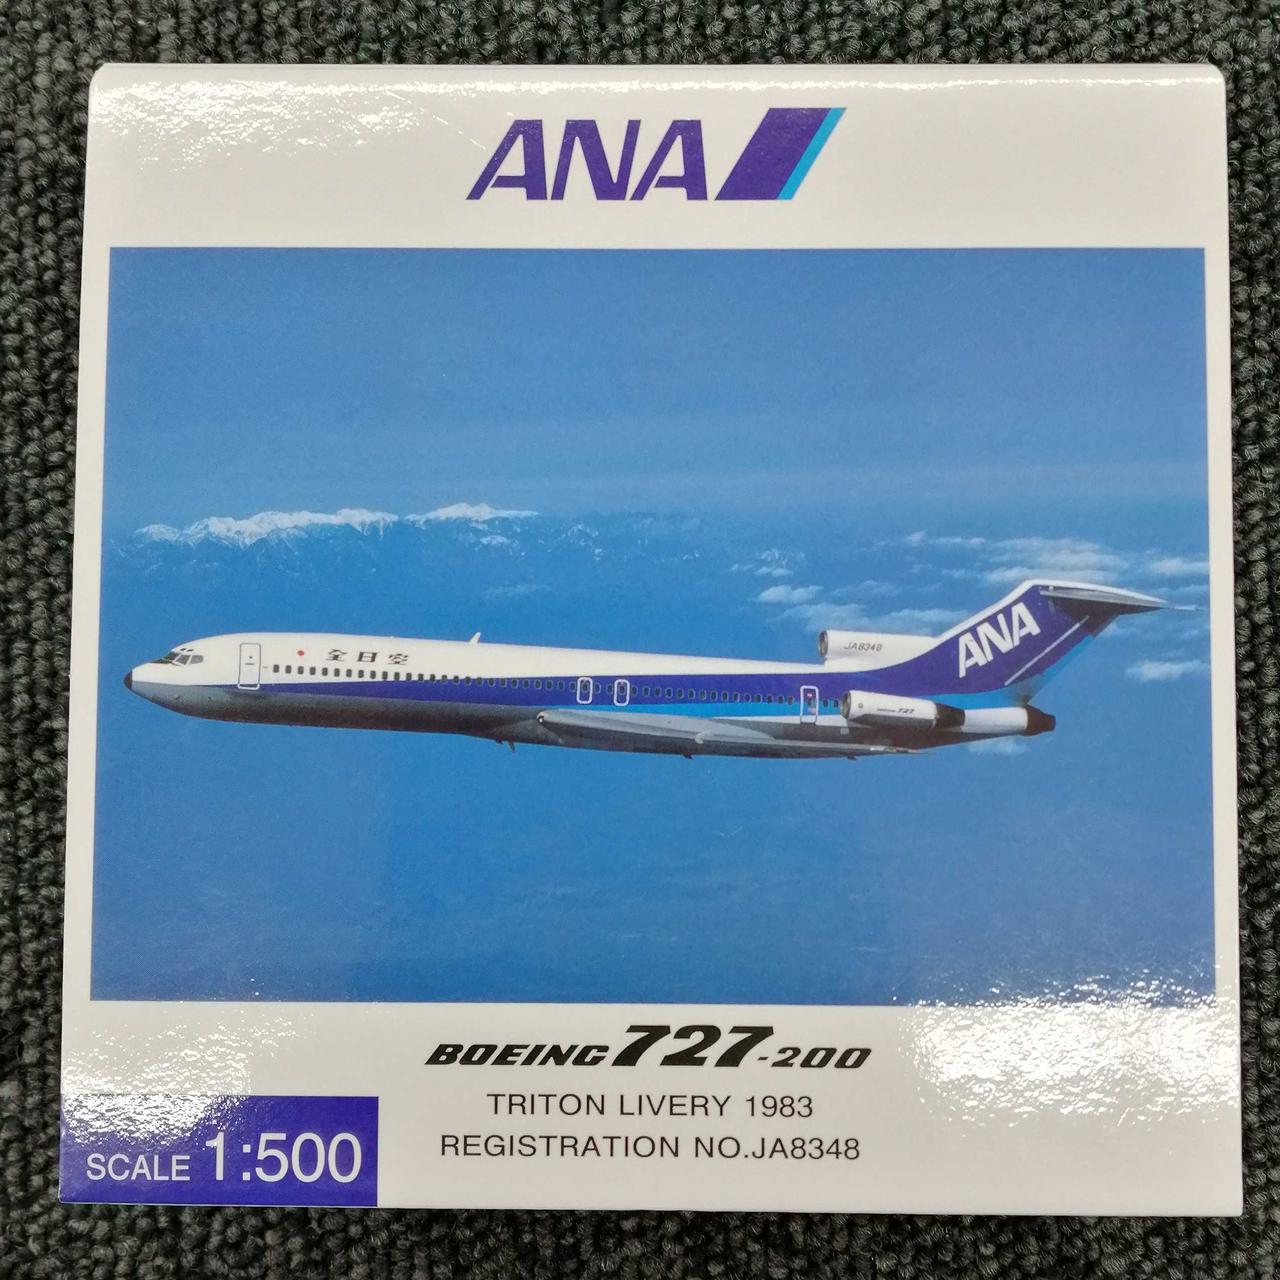 ANA
全日空
JA8348
ANA
BOEING 727
BOEING 727-200
TRITON LIVERY 1983
REGISTRATION NO.JA8348
SCALE 1:500